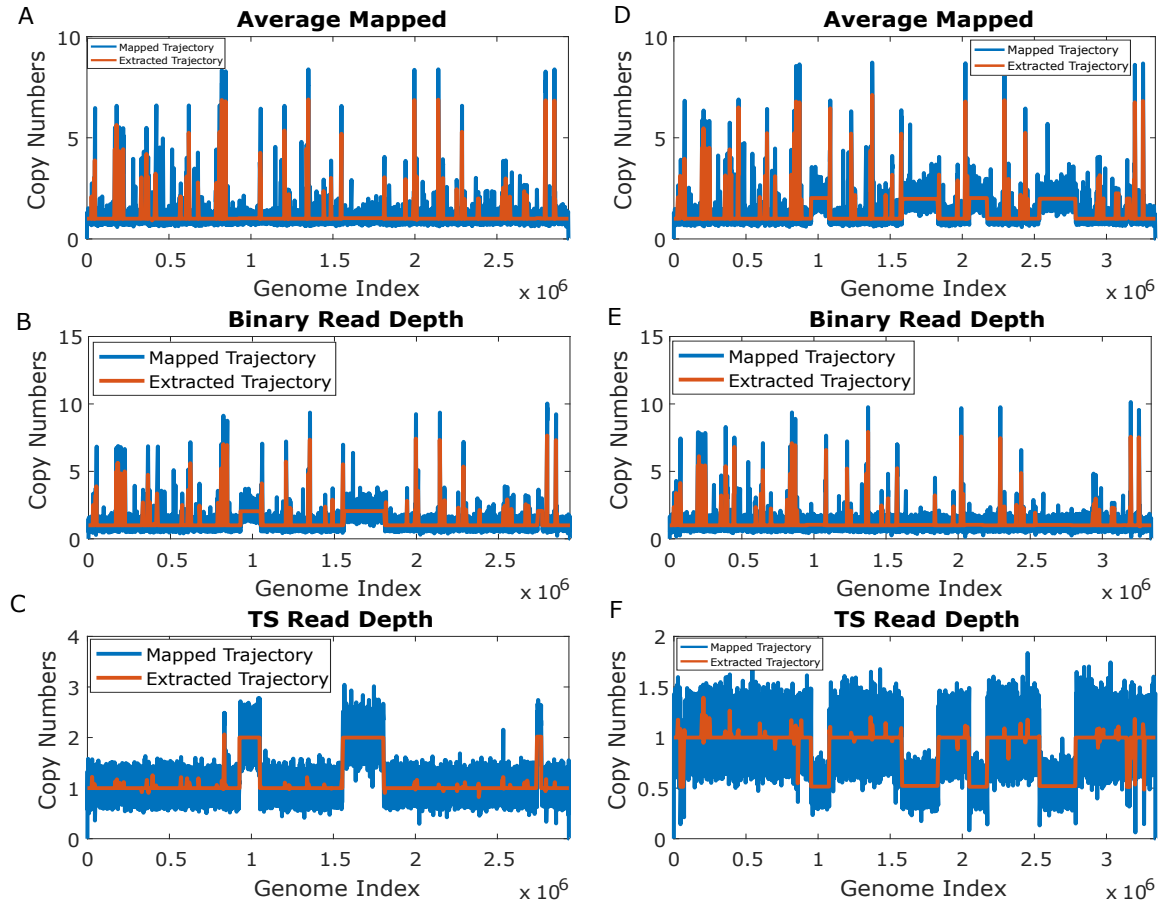 A
Average Mapped
Copy Numbers
10
5
0
Mapped Trajectory
Extracted Trajectory
0 0.5 1 1.5 2 2.5
Genome Index
x 10^6
B
Binary Read Depth
Copy Numbers
15
10
5
0
Mapped Trajectory
Extracted Trajectory
0 0.5 1 1.5 2 2.5
Genome Index
x 10^6
C
TS Read Depth
Copy Numbers
4
3
2
1
0
Mapped Trajectory
Extracted Trajectory
0 0.5 1 1.5 2 2.5
Genome Index
x 10^6
D
Average Mapped
Copy Numbers
10
5
0
Mapped Trajectory
Extracted Trajectory
0 0.5 1 1.5 2 2.5 3
Genome Index
x 10^6
E
Binary Read Depth
Copy Numbers
15
10
5
0
Mapped Trajectory
Extracted Trajectory
0 0.5 1 1.5 2 2.5 3
Genome Index
x 10^6
F
TS Read Depth
Copy Numbers
2
1.5
1
0.5
0
Mapped Trajectory
Extracted Trajectory
0 0.5 1 1.5 2 2.5 3
Genome Index
x 10^6